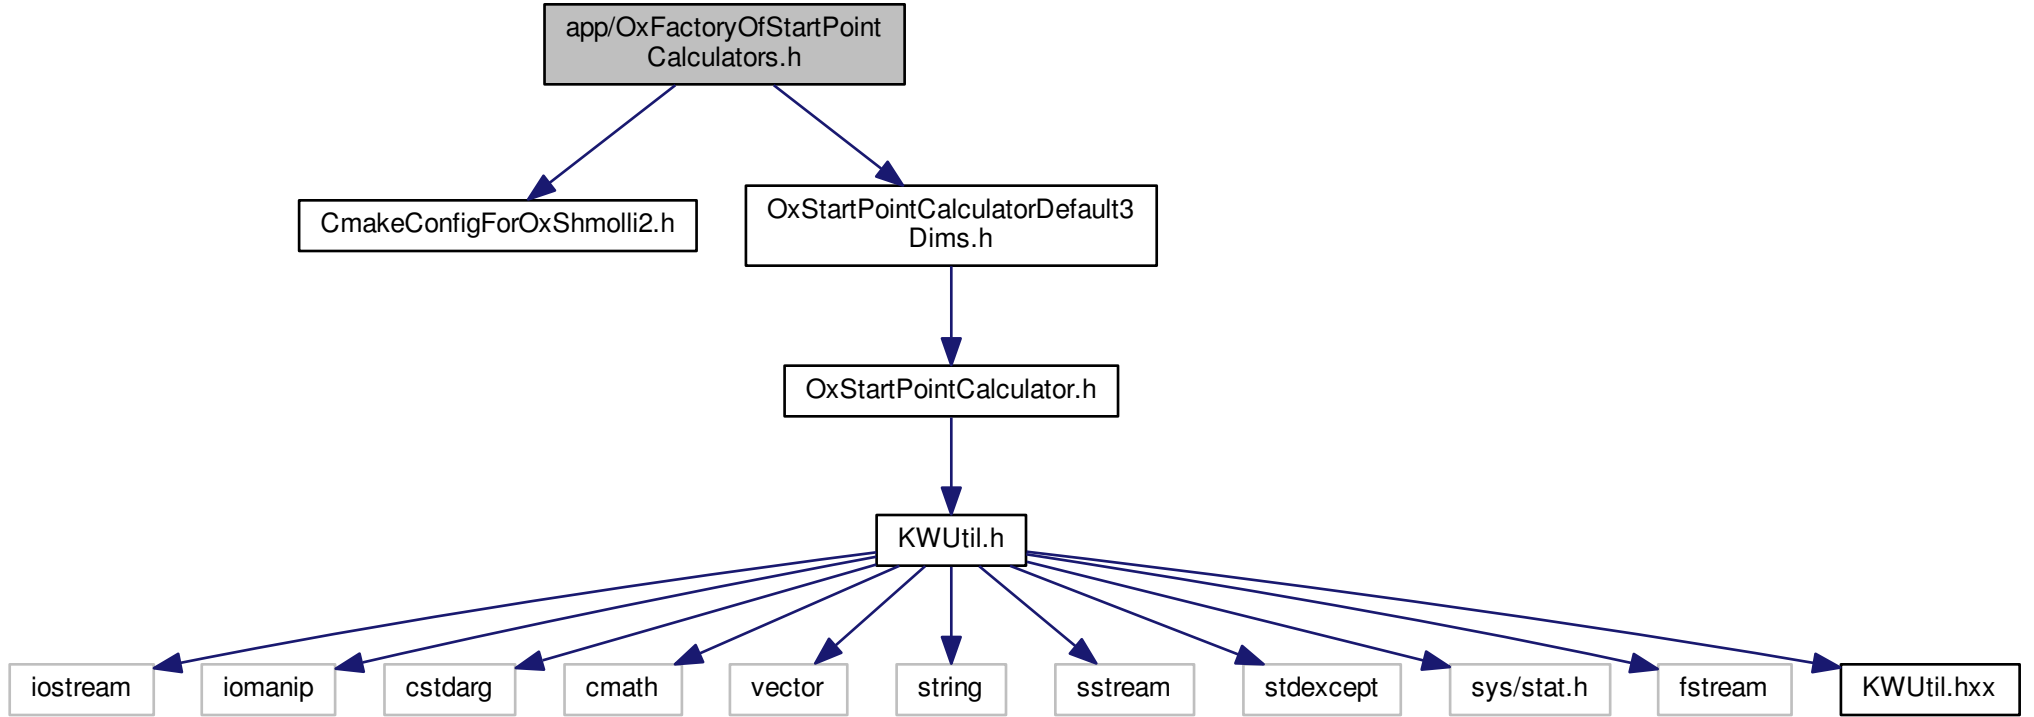 app/OxFactoryOfStartPoint
Calculators.h
CmakeConfigForOxShmolli2.h
OxStartPointCalculatorDefault3
Dims.h
OxStartPointCalculator.h
KWUtil.h
iostream
iomanip
cstdarg
cmath
vector
string
sstream
stdexcept
sys/stat.h
fstream
KWUtil.hxx